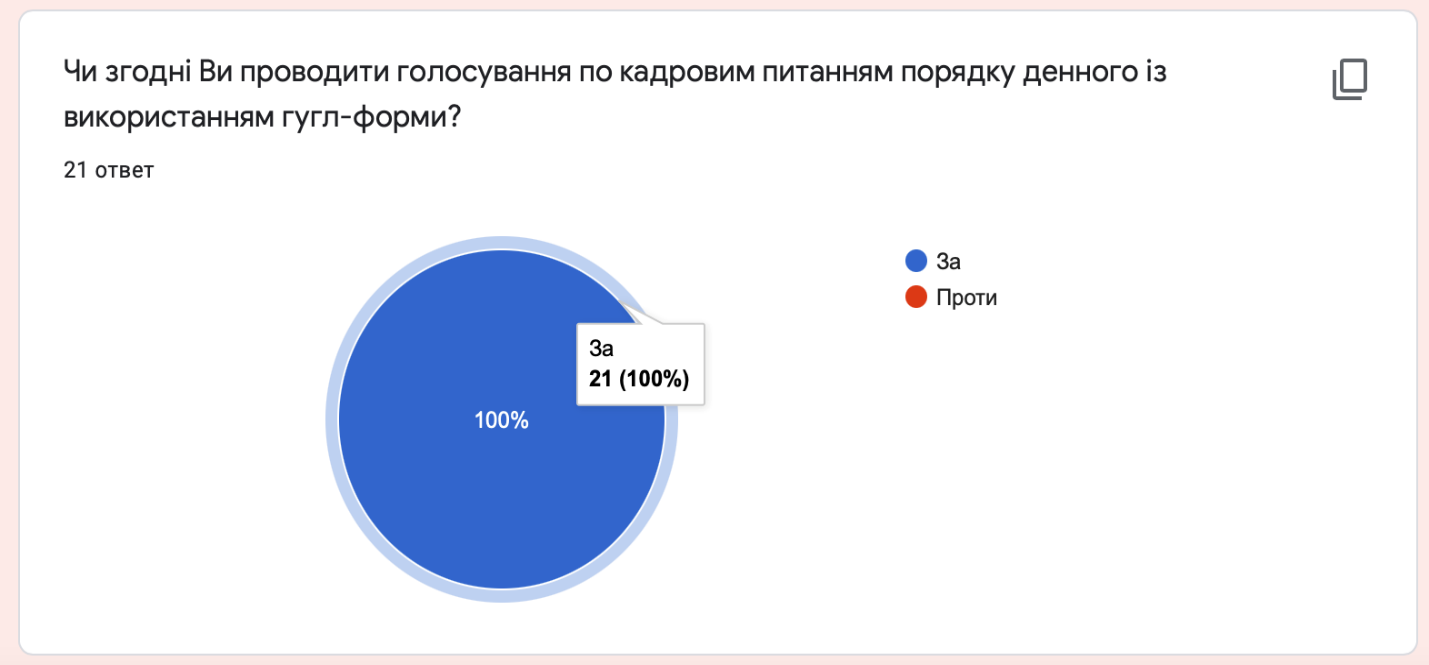 Чи згодні Ви проводити голосування по кадровим питанням порядку денного із
використанням гугл-форми?
21 ответ
За
Проти
За
21 (100%)
100%